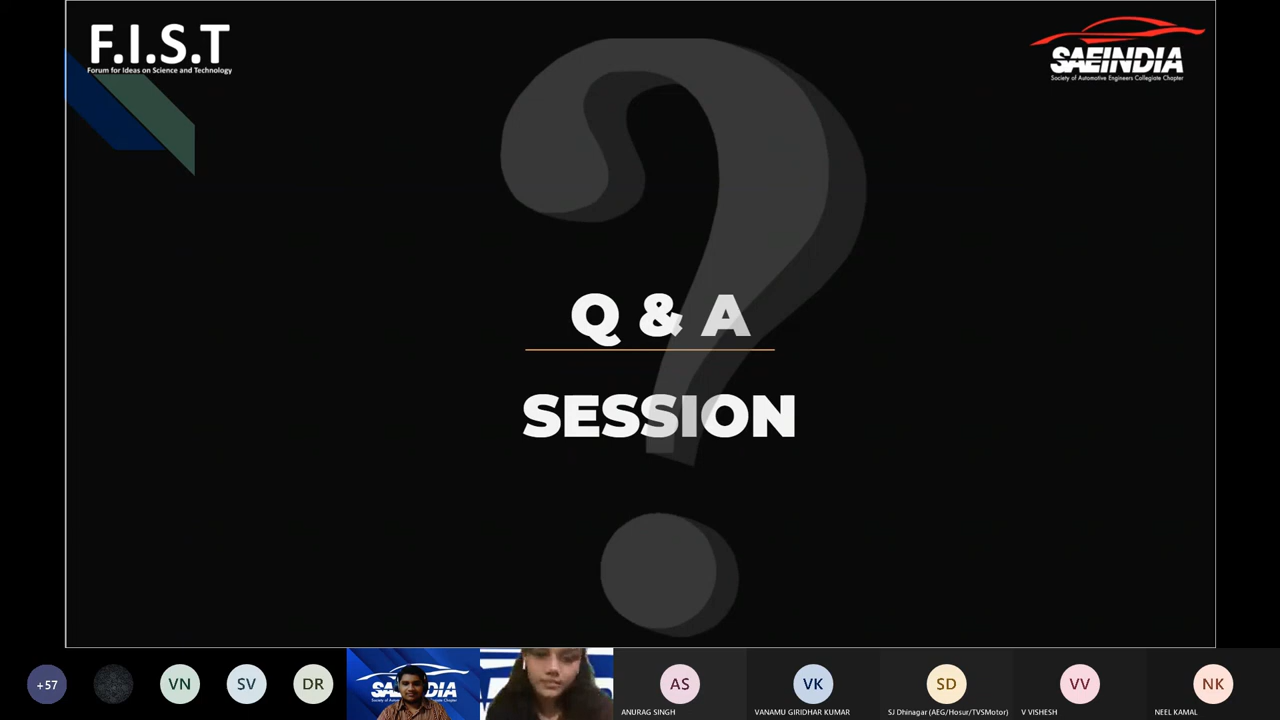 F.I.S.T
Forum for Ideas on Science and Technology
SAEINDIA
Society of Automotive Engineers Collegiate Chapter
?
Q & A
SESSION
+57
VN
SV
DR
SAEINDIA
AS
VK
SD
VV
NK
ANURAG SINGH
VANAMU GIRIDHAR KUMAR
SJ Dhinagar (AEG/Hosur/TVSMotor)
V VISHESH
NEEL KAMAL